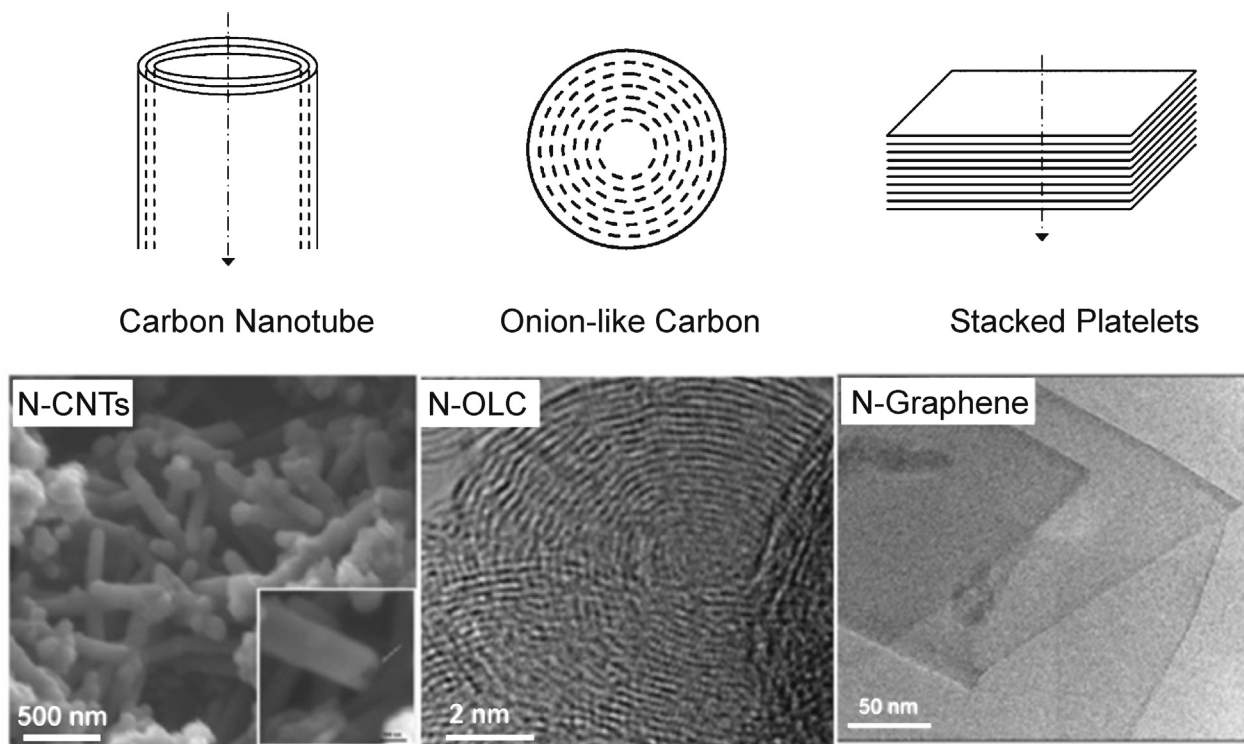 Carbon Nanotube
Onion-like Carbon
Stacked Platelets
N-CNTs
N-OLC
N-Graphene
500 nm
2 nm
50 nm